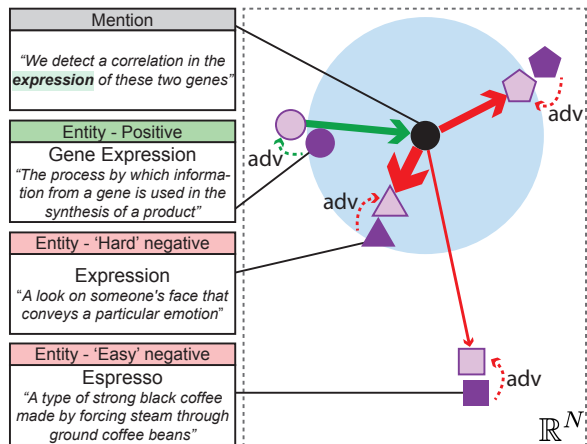 Mention
“We detect a correlation in the
expression of these two genes”
Entity - Positive
Gene Expression
“The process by which informa-
tion from a gene is used in the
synthesis of a product”
Entity - ‘Hard’ negative
Expression
“A look on someone's face that
conveys a particular emotion”
Entity - ‘Easy’ negative
Espresso
“A type of strong black coffee
made by forcing steam through
ground coffee beans”
adv
adv
adv
adv
ℝ^N